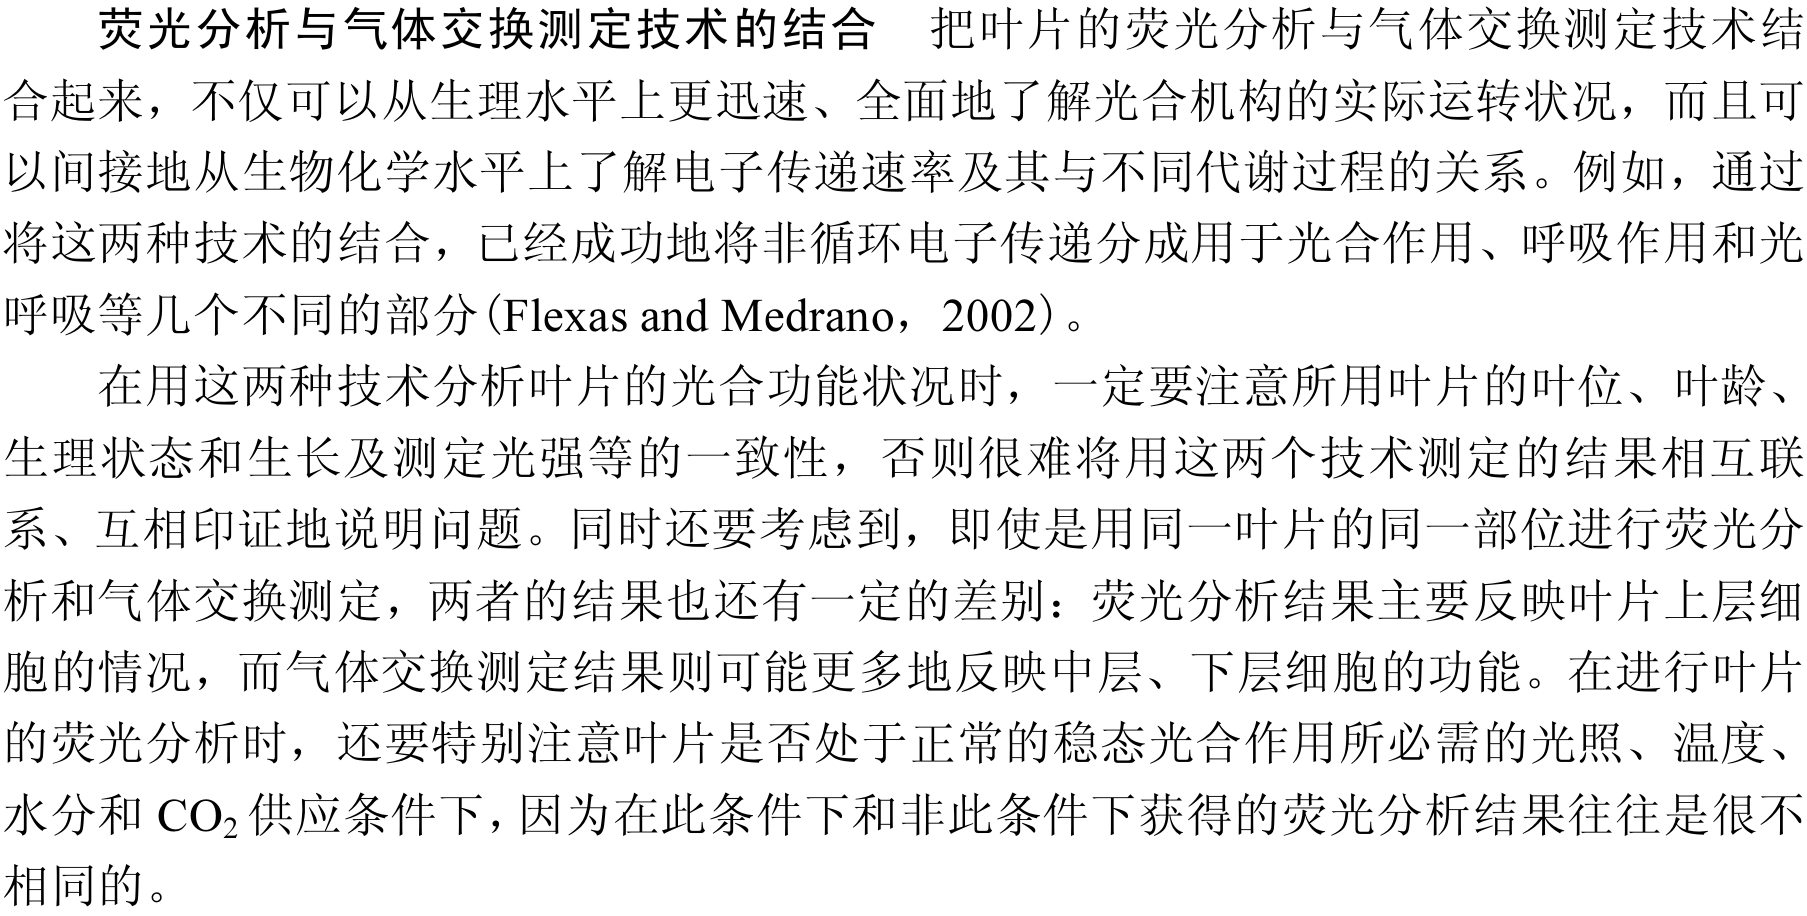 荧光分析与气体交换测定技术的结合　把叶片的荧光分析与气体交换测定技术结
合起来，不仅可以从生理水平上更迅速、全面地了解光合机构的实际运转状况，而且可
以间接地从生物化学水平上了解电子传递速率及其与不同代谢过程的关系。例如，通过
将这两种技术的结合，已经成功地将非循环电子传递分成用于光合作用、呼吸作用和光
呼吸等几个不同的部分(Flexas and Medrano，2002)。
在用这两种技术分析叶片的光合功能状况时，一定要注意所用叶片的叶位、叶龄、
生理状态和生长及测定光强等的一致性，否则很难将用这两个技术测定的结果相互联
系、互相印证地说明问题。同时还要考虑到，即使是用同一叶片的同一部位进行荧光分
析和气体交换测定，两者的结果也还有一定的差别：荧光分析结果主要反映叶片上层细
胞的情况，而气体交换测定结果则可能更多地反映中层、下层细胞的功能。在进行叶片
的荧光分析时，还要特别注意叶片是否处于正常的稳态光合作用所必需的光照、温度、
水分和 CO₂ 供应条件下，因为在此条件下和非此条件下获得的荧光分析结果往往是很不
相同的。